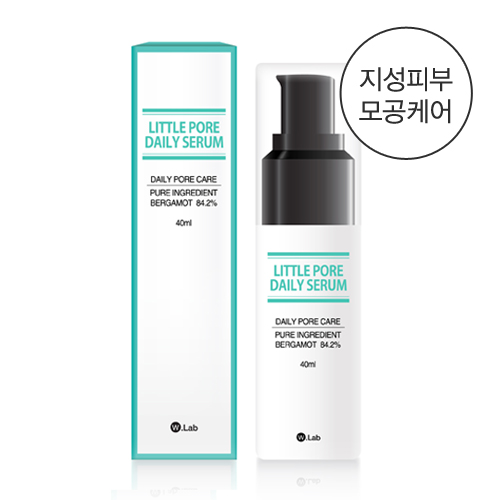 지성피부
모공케어
LITTLE PORE
DAILY SERUM
DAILY PORE CARE
PURE INGREDIENT
BERGAMOT 84.2%
40ml
W.Lab
LITTLE PORE
DAILY SERUM
DAILY PORE CARE
PURE INGREDIENT
BERGAMOT 84.2%
40ml
W.Lab